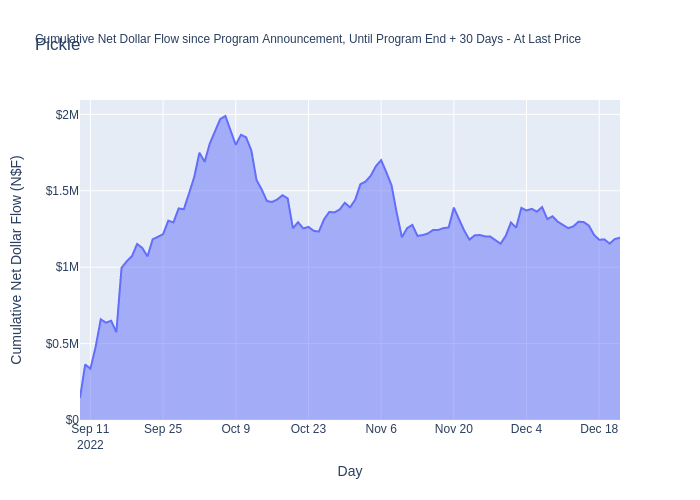 Cumulative Net Dollar Flow since Program Announcement, Until Program End + 30 Days - At Last Price
Pickle
Cumulative Net Dollar Flow (N$F)
$2M
$1.5M
$1M
$0.5M
$0
Sep 11
2022
Sep 25
Oct 9
Oct 23
Nov 6
Nov 20
Dec 4
Dec 18
Day